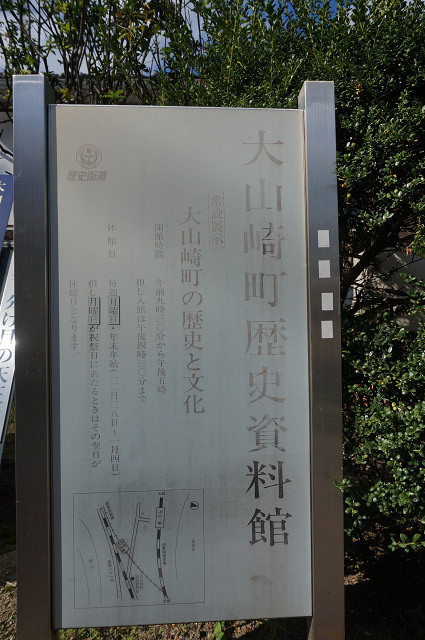 大山崎町歴史資料館
常設展示
大山崎町の歴史と文化
開館時間
午前九時三〇分から午後五時
但し入館は午後四時三〇分まで
休館日
毎週月曜日・年末年始(一二月二八日~一月四日)
但し月曜日が祝祭日にあたるときはその翌日が
休館日となります。
歴史街道